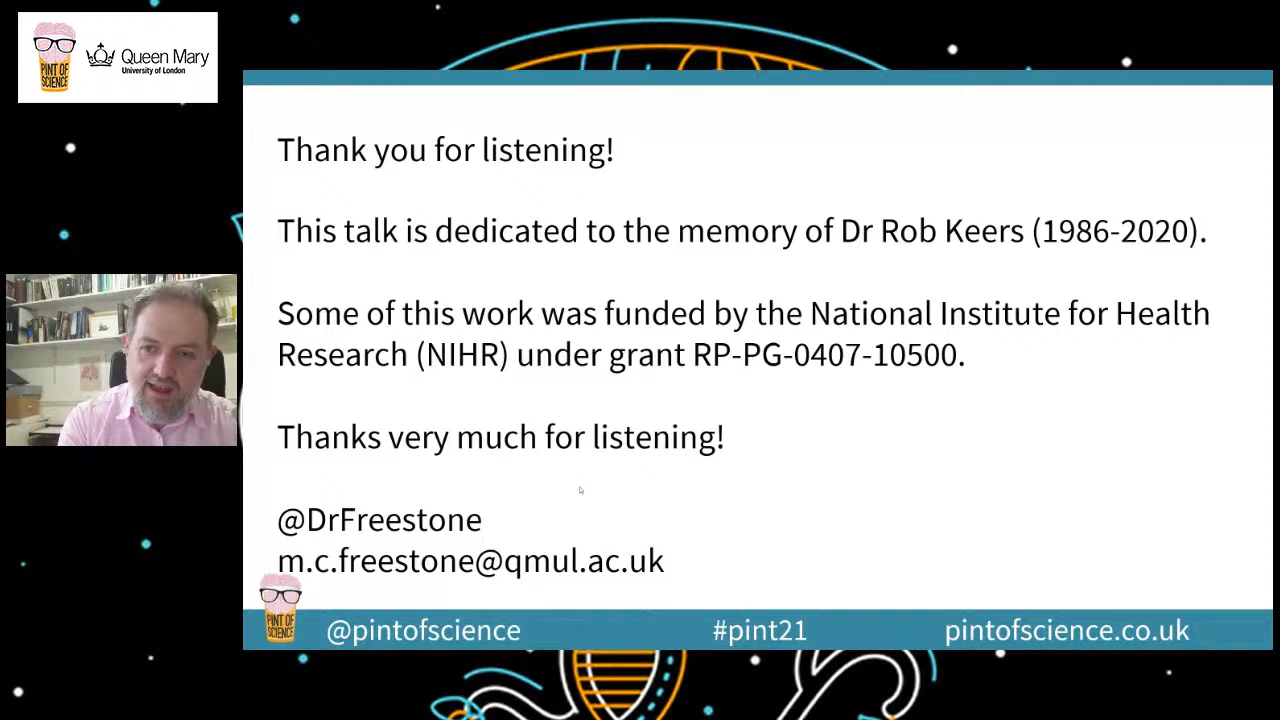 PINT OF
SCIENCE
Queen Mary
University of London
Thank you for listening!
This talk is dedicated to the memory of Dr Rob Keers (1986-2020).
Some of this work was funded by the National Institute for Health
Research (NIHR) under grant RP-PG-0407-10500.
Thanks very much for listening!
@DrFreestone
m.c.freestone@qmul.ac.uk
PINT OF
SCIENCE
@pintofscience #pint21 pintofscience.co.uk